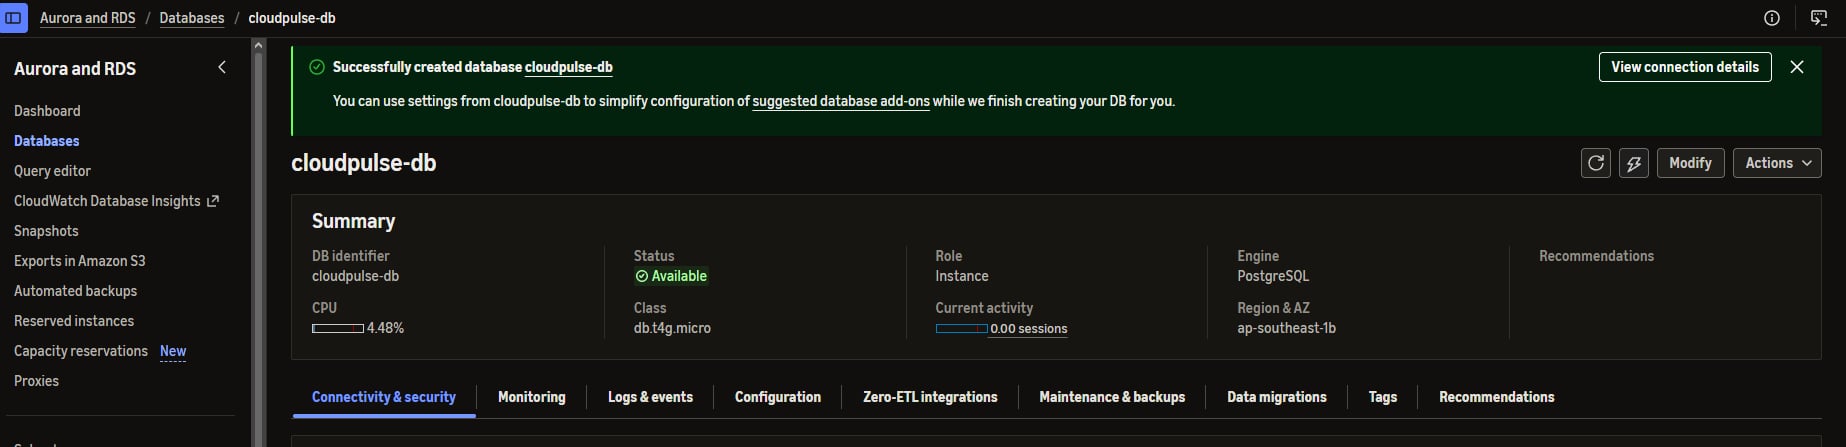 Aurora and RDS / Databases / cloudpulse-db
Aurora and RDS
Dashboard
Databases
Query editor
CloudWatch Database Insights
Snapshots
Exports in Amazon S3
Automated backups
Reserved instances
Capacity reservations New
Proxies
Successfully created database cloudpulse-db
View connection details
You can use settings from cloudpulse-db to simplify configuration of suggested database add-ons while we finish creating your DB for you.
cloudpulse-db
Modify
Actions
Summary
DB identifier
cloudpulse-db
CPU
4.48%
Status
Available
Class
db.t4g.micro
Role
Instance
Current activity
0.00 sessions
Engine
PostgreSQL
Region & AZ
ap-southeast-1b
Recommendations
Connectivity & security
Monitoring
Logs & events
Configuration
Zero-ETL integrations
Maintenance & backups
Data migrations
Tags
Recommendations